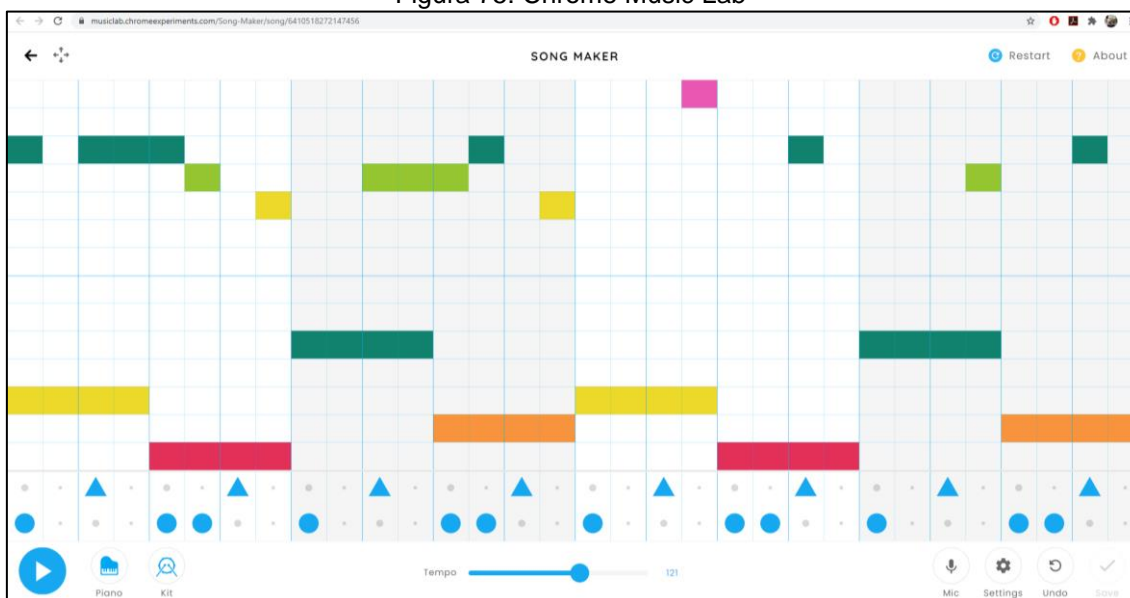 Figura 78: Chrome Music Lab
musiclab.chromeexperiments.com/Song-Maker/song/6410518272147456
SONG MAKER
Restart
About
Piano
Kit
Tempo
121
Mic
Settings
Undo
Save